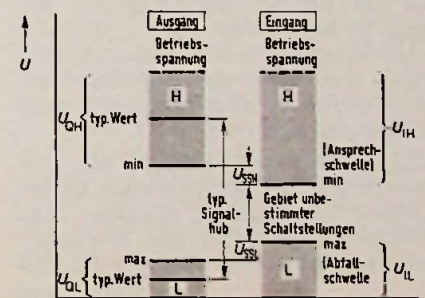 Ausgang
Eingang
Betriebs-
spannung
Betriebs-
spannung
U
H
H
U_QH
typ. Wert
U_IH
min
(Ansprech-
schwelle)
min
U_SSH
typ.
Signal-
hub
Gebiet unbe-
stimmter
Schaltstellungen
U_SSL
max
max
(Abfall-
schwelle
U_QL
typ. Wert
L
L
U_IL